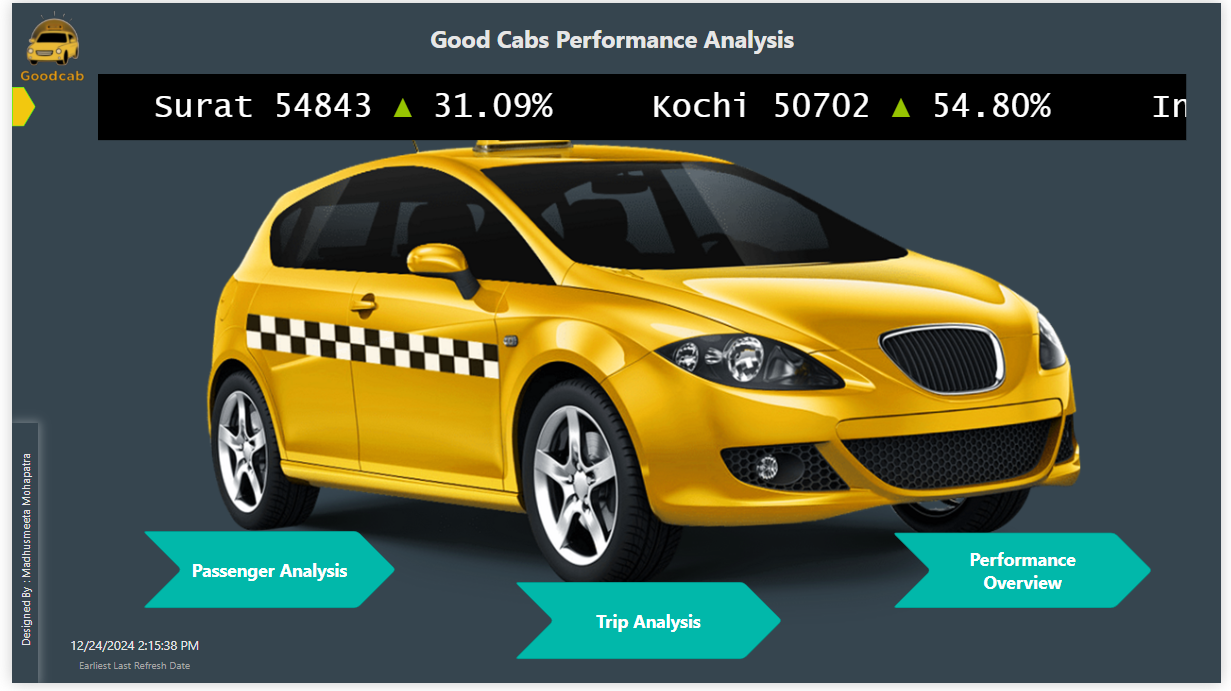 Good Cabs Performance Analysis
Goodcab
Surat 54843 ▲ 31.09% Kochi 50702 ▲ 54.80% In
Designed By : Madhusmeeta Mohapatra
Passenger Analysis
Trip Analysis
Performance
Overview
12/24/2024 2:15:38 PM
Earliest Last Refresh Date